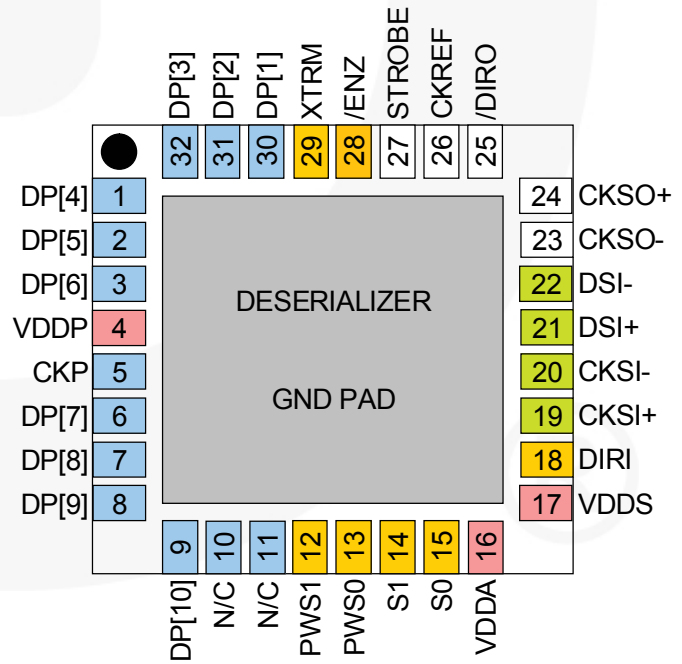 DP[3] DP[2] DP[1] XTRM /ENZ STROBE CKREF /DIRO
32 31 30 29 28 27 26 25
DP[4] 1
DP[5] 2
DP[6] 3
VDDP 4
CKP 5
DP[7] 6
DP[8] 7
DP[9] 8
DESERIALIZER
GND PAD
24 CKSO+
23 CKSO-
22 DSI-
21 DSI+
20 CKSI-
19 CKSI+
18 DIRI
17 VDDS
9 10 11 12 13 14 15 16
DP[10] N/C N/C PWS1 PWS0 S1 S0 VDDA